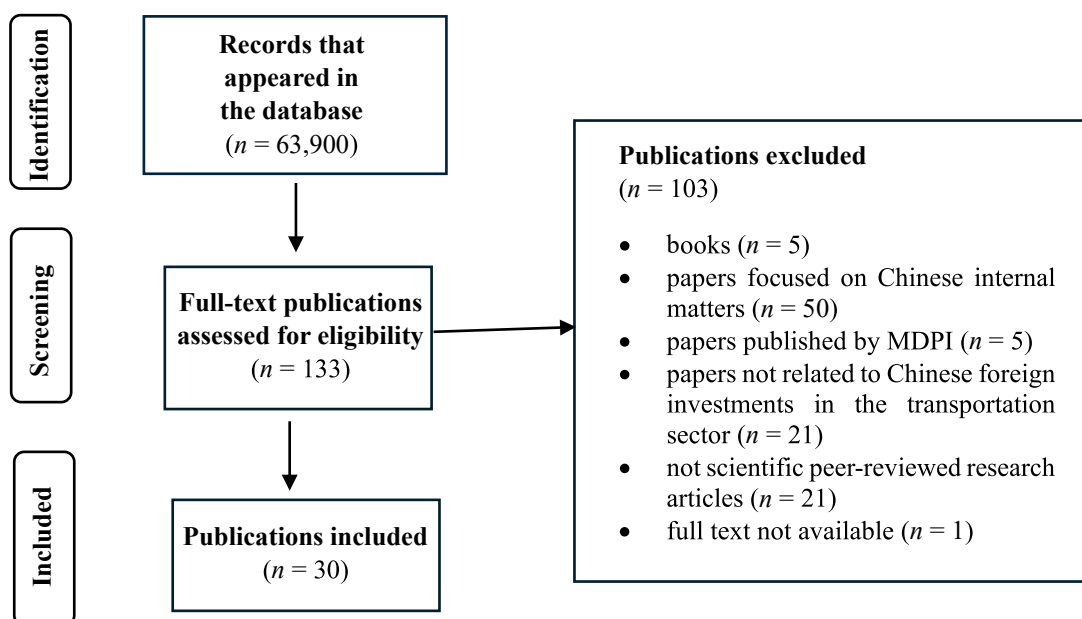 Identification
Records that
appeared in
the database
(n = 63,900)
Screening
Full-text publications
assessed for eligibility
(n = 133)
Publications excluded
(n = 103)
• books (n = 5)
• papers focused on Chinese internal
matters (n = 50)
• papers published by MDPI (n = 5)
• papers not related to Chinese foreign
investments in the transportation
sector (n = 21)
• not scientific peer-reviewed research
articles (n = 21)
• full text not available (n = 1)
Included
Publications included
(n = 30)